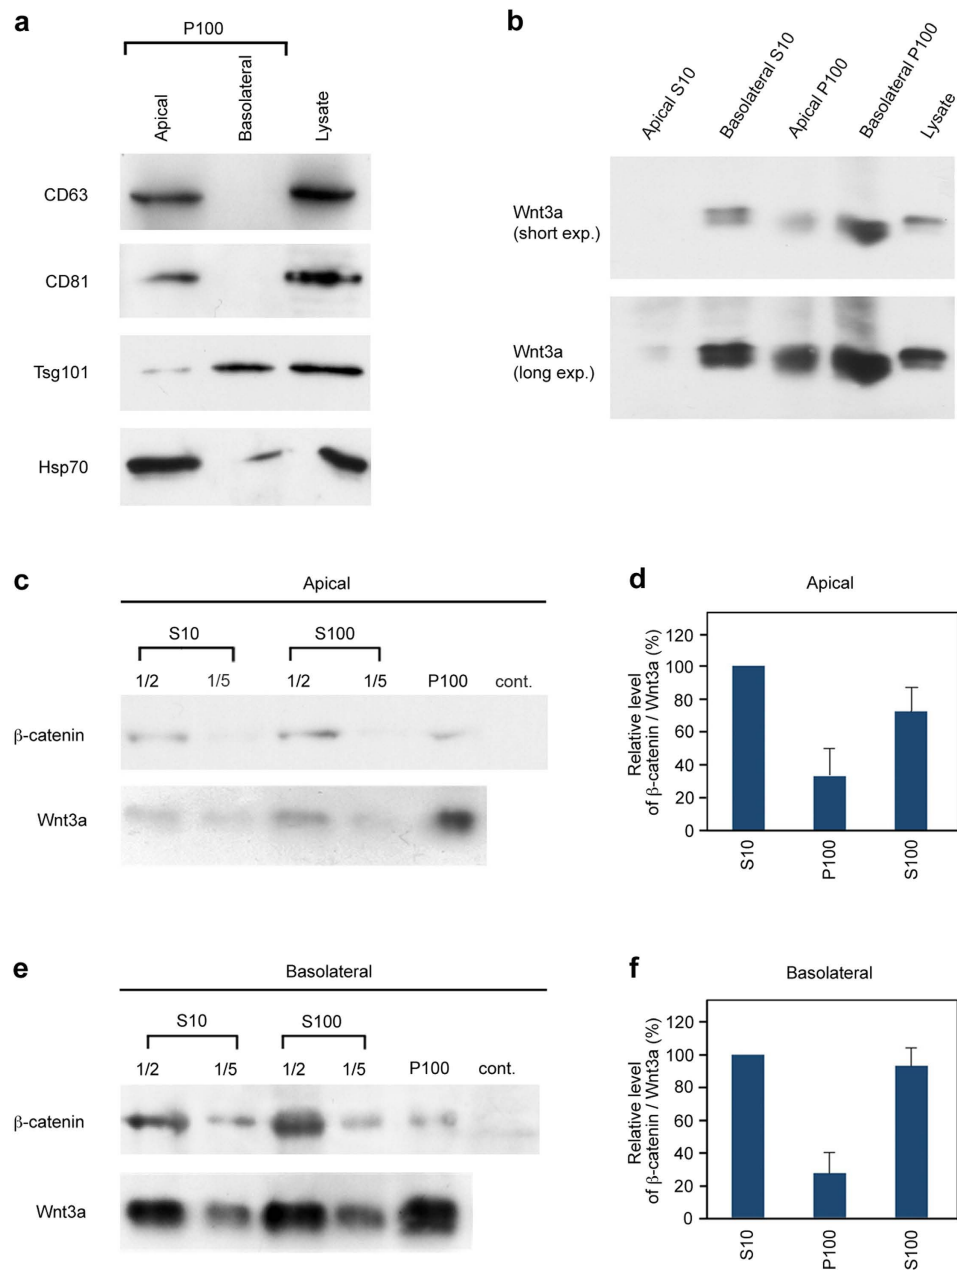 a
P100
Apical
Basolateral
Lysate
CD63
CD81
Tsg101
Hsp70
b
Apical S10
Basolateral S10
Apical P100
Basolateral P100
Lysate
Wnt3a
(short exp.)
Wnt3a
(long exp.)
c
Apical
S10
S100
1/2
1/5
1/2
1/5
P100
cont.
β-catenin
Wnt3a
d
Apical
Relative level
of β-catenin / Wnt3a (%)
120
100
80
60
40
20
0
S10
P100
S100
e
Basolateral
S10
S100
1/2
1/5
1/2
1/5
P100
cont.
β-catenin
Wnt3a
f
Basolateral
Relative level
of β-catenin / Wnt3a (%)
120
100
80
60
40
20
0
S10
P100
S100